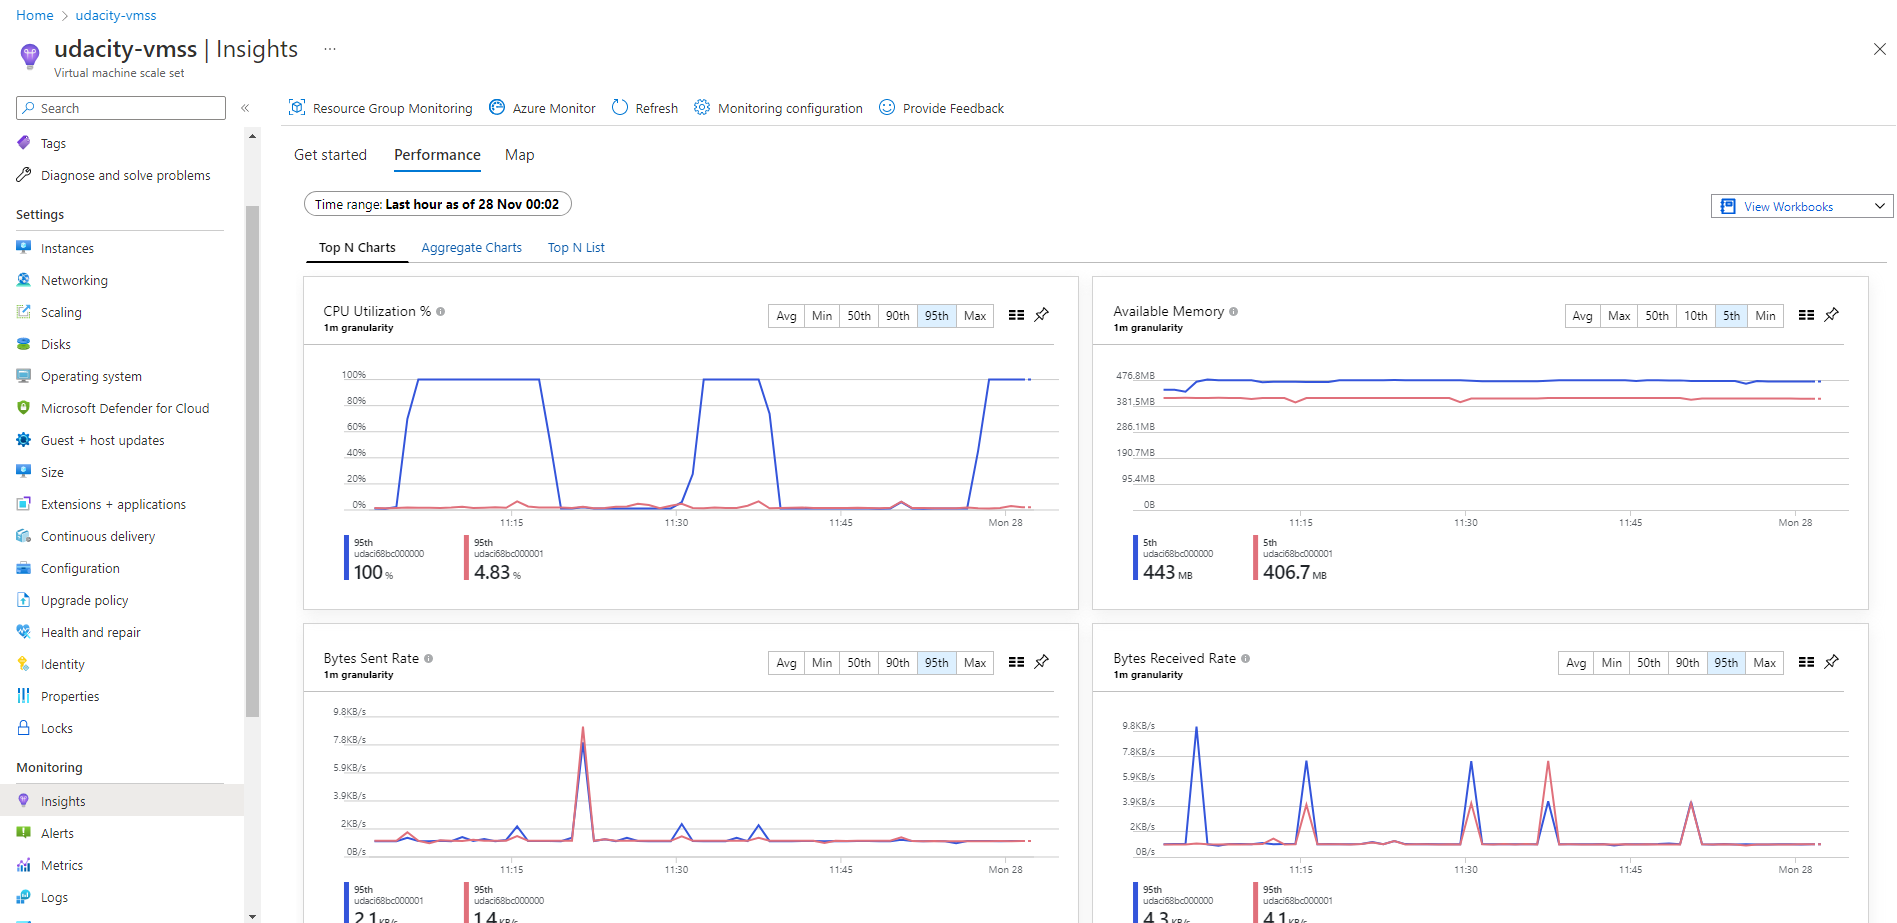 Home > udacity-vmss
udacity-vmss | Insights ...
Virtual machine scale set
Search
«
Tags
Diagnose and solve problems
Settings
Instances
Networking
Scaling
Disks
Operating system
Microsoft Defender for Cloud
Guest + host updates
Size
Extensions + applications
Continuous delivery
Configuration
Upgrade policy
Health and repair
Identity
Properties
Locks
Monitoring
Insights
Alerts
Metrics
Logs
Resource Group Monitoring Azure Monitor Refresh Monitoring configuration Provide Feedback
Get started Performance Map
Time range: Last hour as of 28 Nov 00:02
View Workbooks
Top N Charts Aggregate Charts Top N List
CPU Utilization %
1m granularity
Avg Min 50th 90th 95th Max
100%
80%
60%
40%
20%
0%
11:15 11:30 11:45 Mon 28
95th 95th
udaci68bc000000 udaci68bc000001
100 % 4.83 %
Available Memory
1m granularity
Avg Max 50th 10th 5th Min
476.8MB
381.5MB
286.1MB
190.7MB
95.4MB
0B
11:15 11:30 11:45 Mon 28
5th 5th
udaci68bc000000 udaci68bc000001
443 MB 406.7 MB
Bytes Sent Rate
1m granularity
Avg Min 50th 90th 95th Max
9.8KB/s
7.8KB/s
5.9KB/s
3.9KB/s
2KB/s
0B/s
11:15 11:30 11:45 Mon 28
95th 95th
udaci68bc000001 udaci68bc000000
2.1 KB/s 1.4 KB/s
Bytes Received Rate
1m granularity
Avg Min 50th 90th 95th Max
9.8KB/s
7.8KB/s
5.9KB/s
3.9KB/s
2KB/s
0B/s
11:15 11:30 11:45 Mon 28
95th 95th
udaci68bc000000 udaci68bc000001
4.3 KB/s 4.1 KB/s